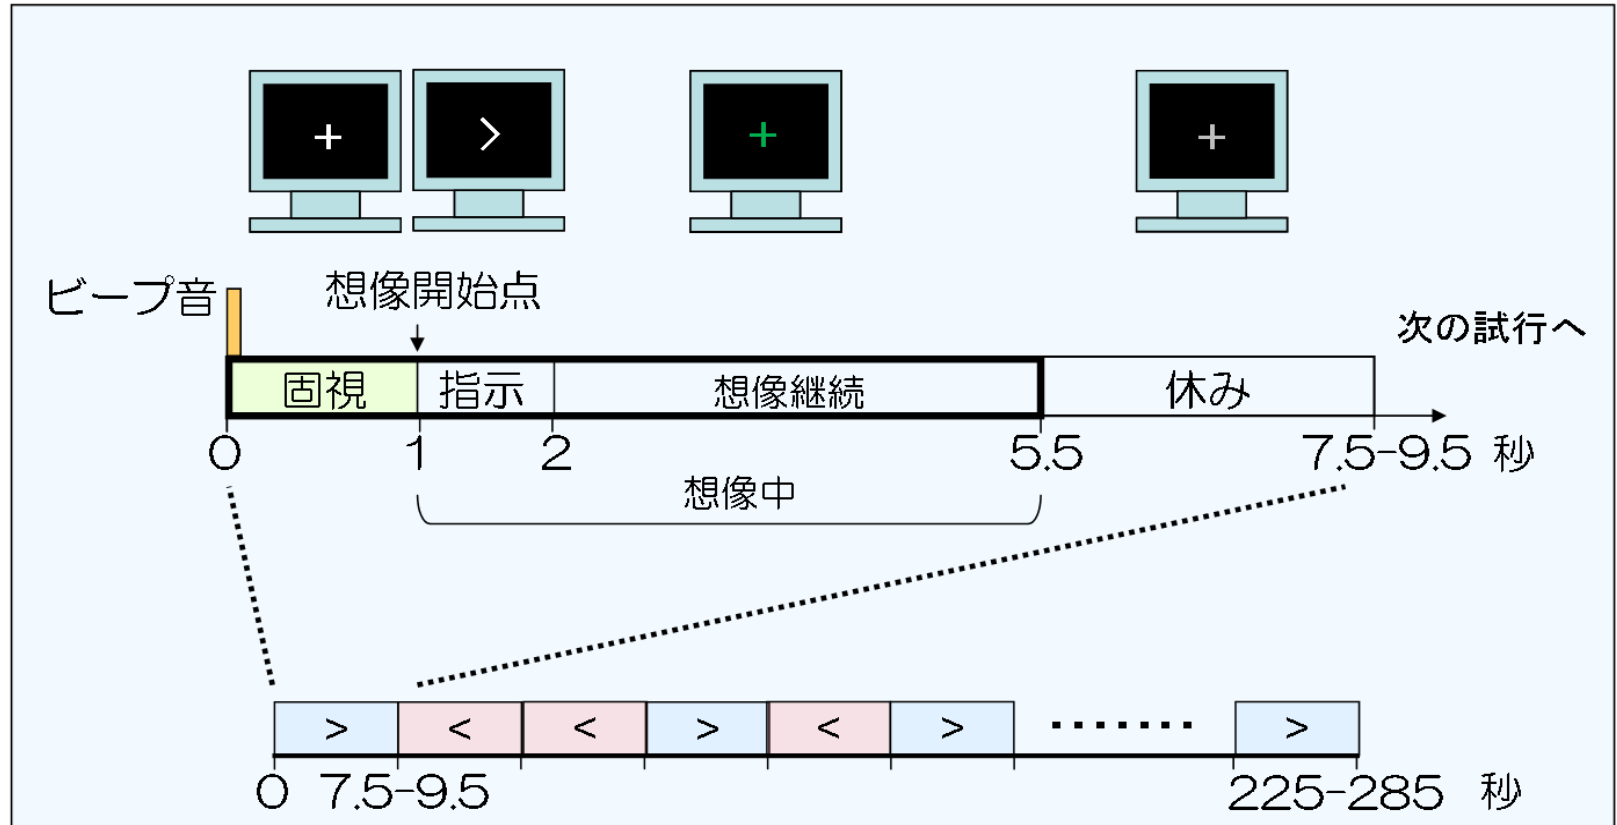 + > + +
ビープ音
想像開始点
次の試行へ
固視 指示 想像継続 休み
0 1 2 5.5 7.5-9.5 秒
想像中
> < < > < > ······· >
0 7.5-9.5 225-285 秒